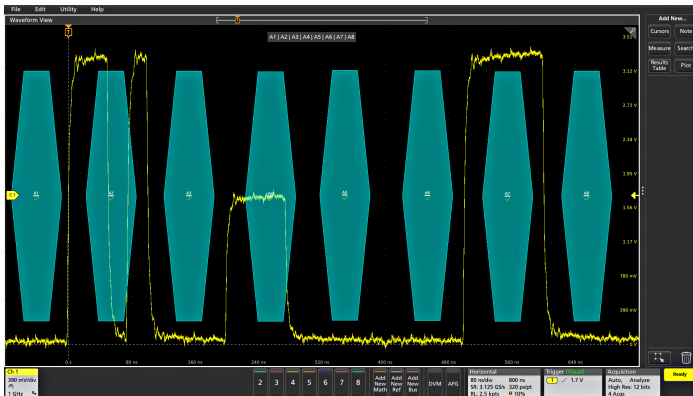 File Edit Utility Help
Waveform View
Add New...
A1 | A2 | A3 | A4 | A5 | A6 | A7 | A8
Cursors Note
Measure Search
Results Table Plot
3.52
3.12 V
2.73 V
2.34 V
1.95 V
1.56 V
1.17 V
780 mV
390 mV
C1
A1 A2 A3 A5 A6 A7 A8
0 s 80 ns 160 ns 240 ns 320 ns 400 ns 480 ns 560 ns 640 ns
Ch 1
390 mV/div
1 GHz
2 3 4 5 6 7 8
Add New Math
Add New Ref
Add New Bus
DVM AFG
Horizontal
80 ns/div 800 ns
SR: 3.125 GS/s 320 ps/pt
RL: 2.5 kpts 10%
Trigger (Visual)
1 1.7 V
Acquisition
Auto, Analyze
High Res: 12 bits
4 Acqs
Ready